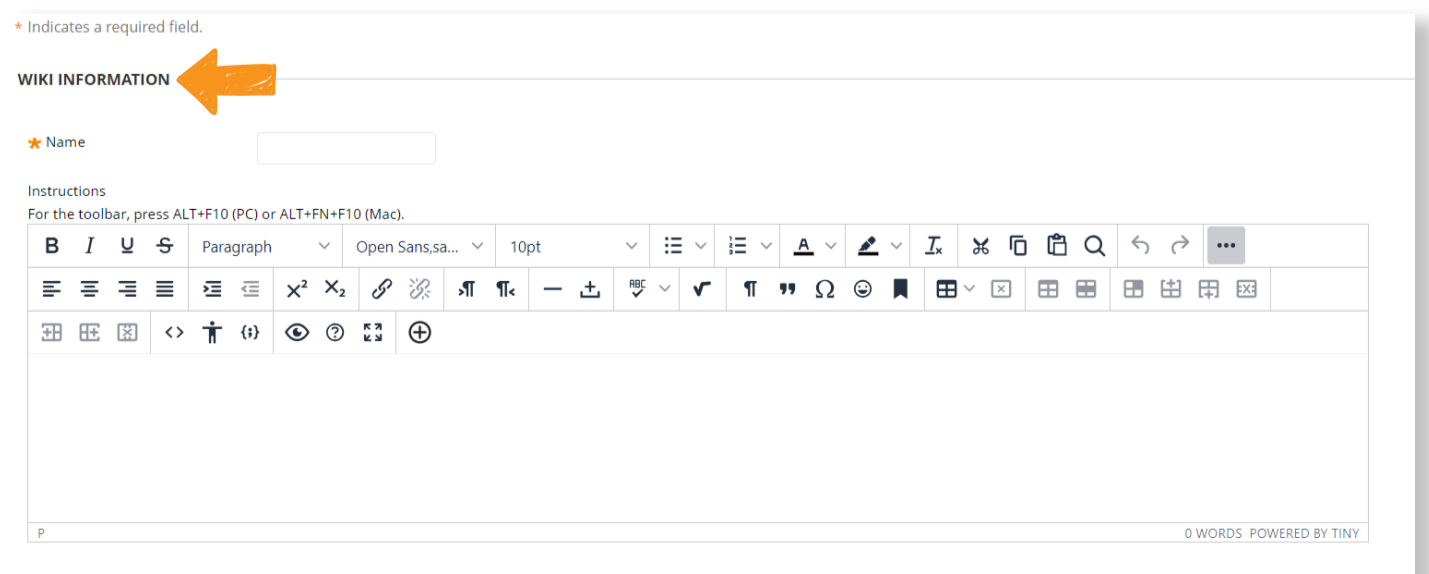 * Indicates a required field.
WIKI INFORMATION
* Name
Instructions
For the toolbar, press ALT+F10 (PC) or ALT+FN+F10 (Mac).
B I U S Paragraph Open Sans,sa... 10pt A
ABC
P 0 WORDS POWERED BY TINY